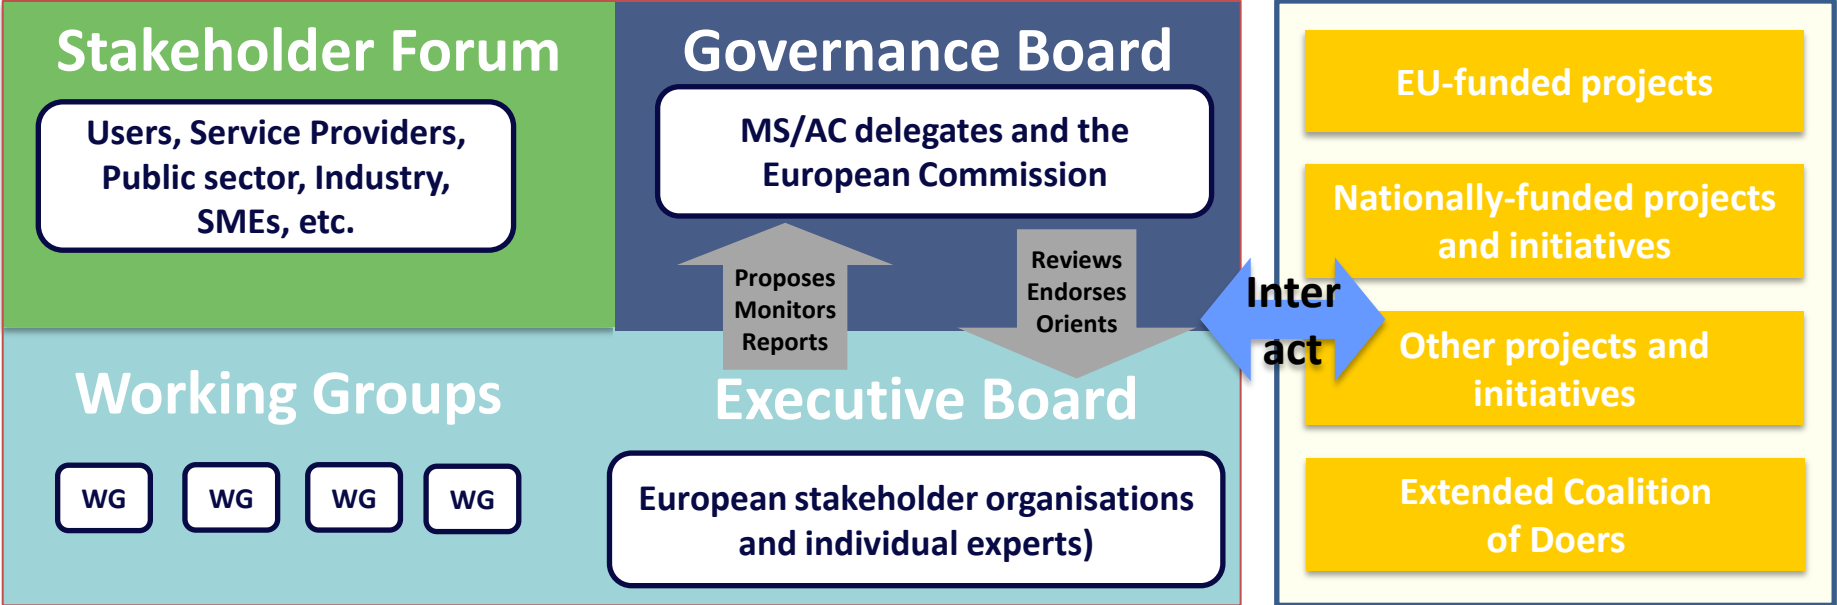 Stakeholder Forum
Users, Service Providers,
Public sector, Industry,
SMEs, etc.
Governance Board
MS/AC delegates and the
European Commission
Proposes
Monitors
Reports
Reviews
Endorses
Orients
Working Groups
WG
WG
WG
WG
Executive Board
European stakeholder organisations
and individual experts)
Inter
act
EU-funded projects
Nationally-funded projects
and initiatives
Other projects and
initiatives
Extended Coalition
of Doers